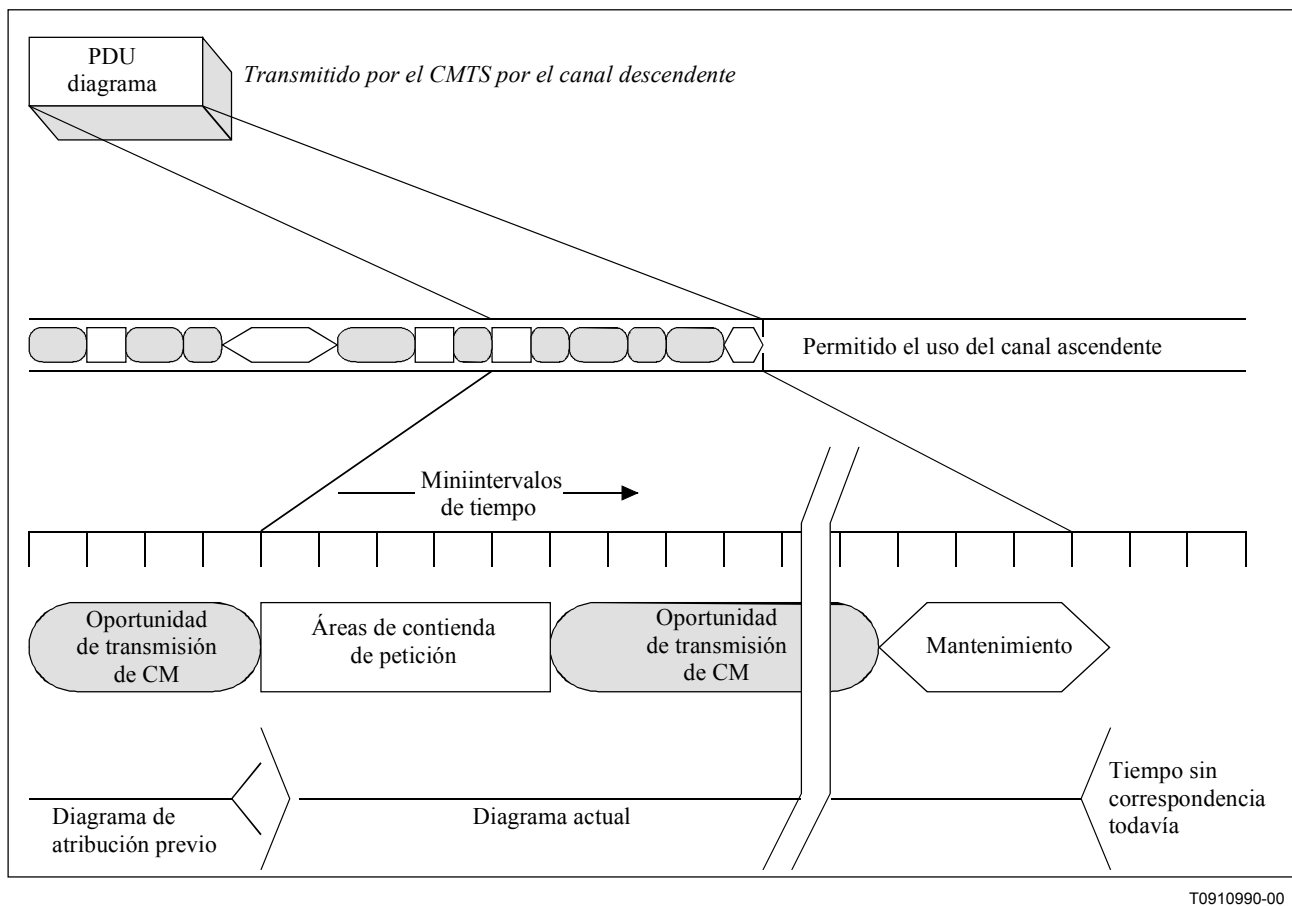 PDU
diagrama
Transmitido por el CMTS por el canal descendente
Permitido el uso del canal ascendente
Miniintervalos
de tiempo
Oportunidad
de transmisión
de CM
Áreas de contienda
de petición
Oportunidad
de transmisión
de CM
Mantenimiento
Diagrama de
atribución previo
Diagrama actual
Tiempo sin
correspondencia
todavía
T0910990-00